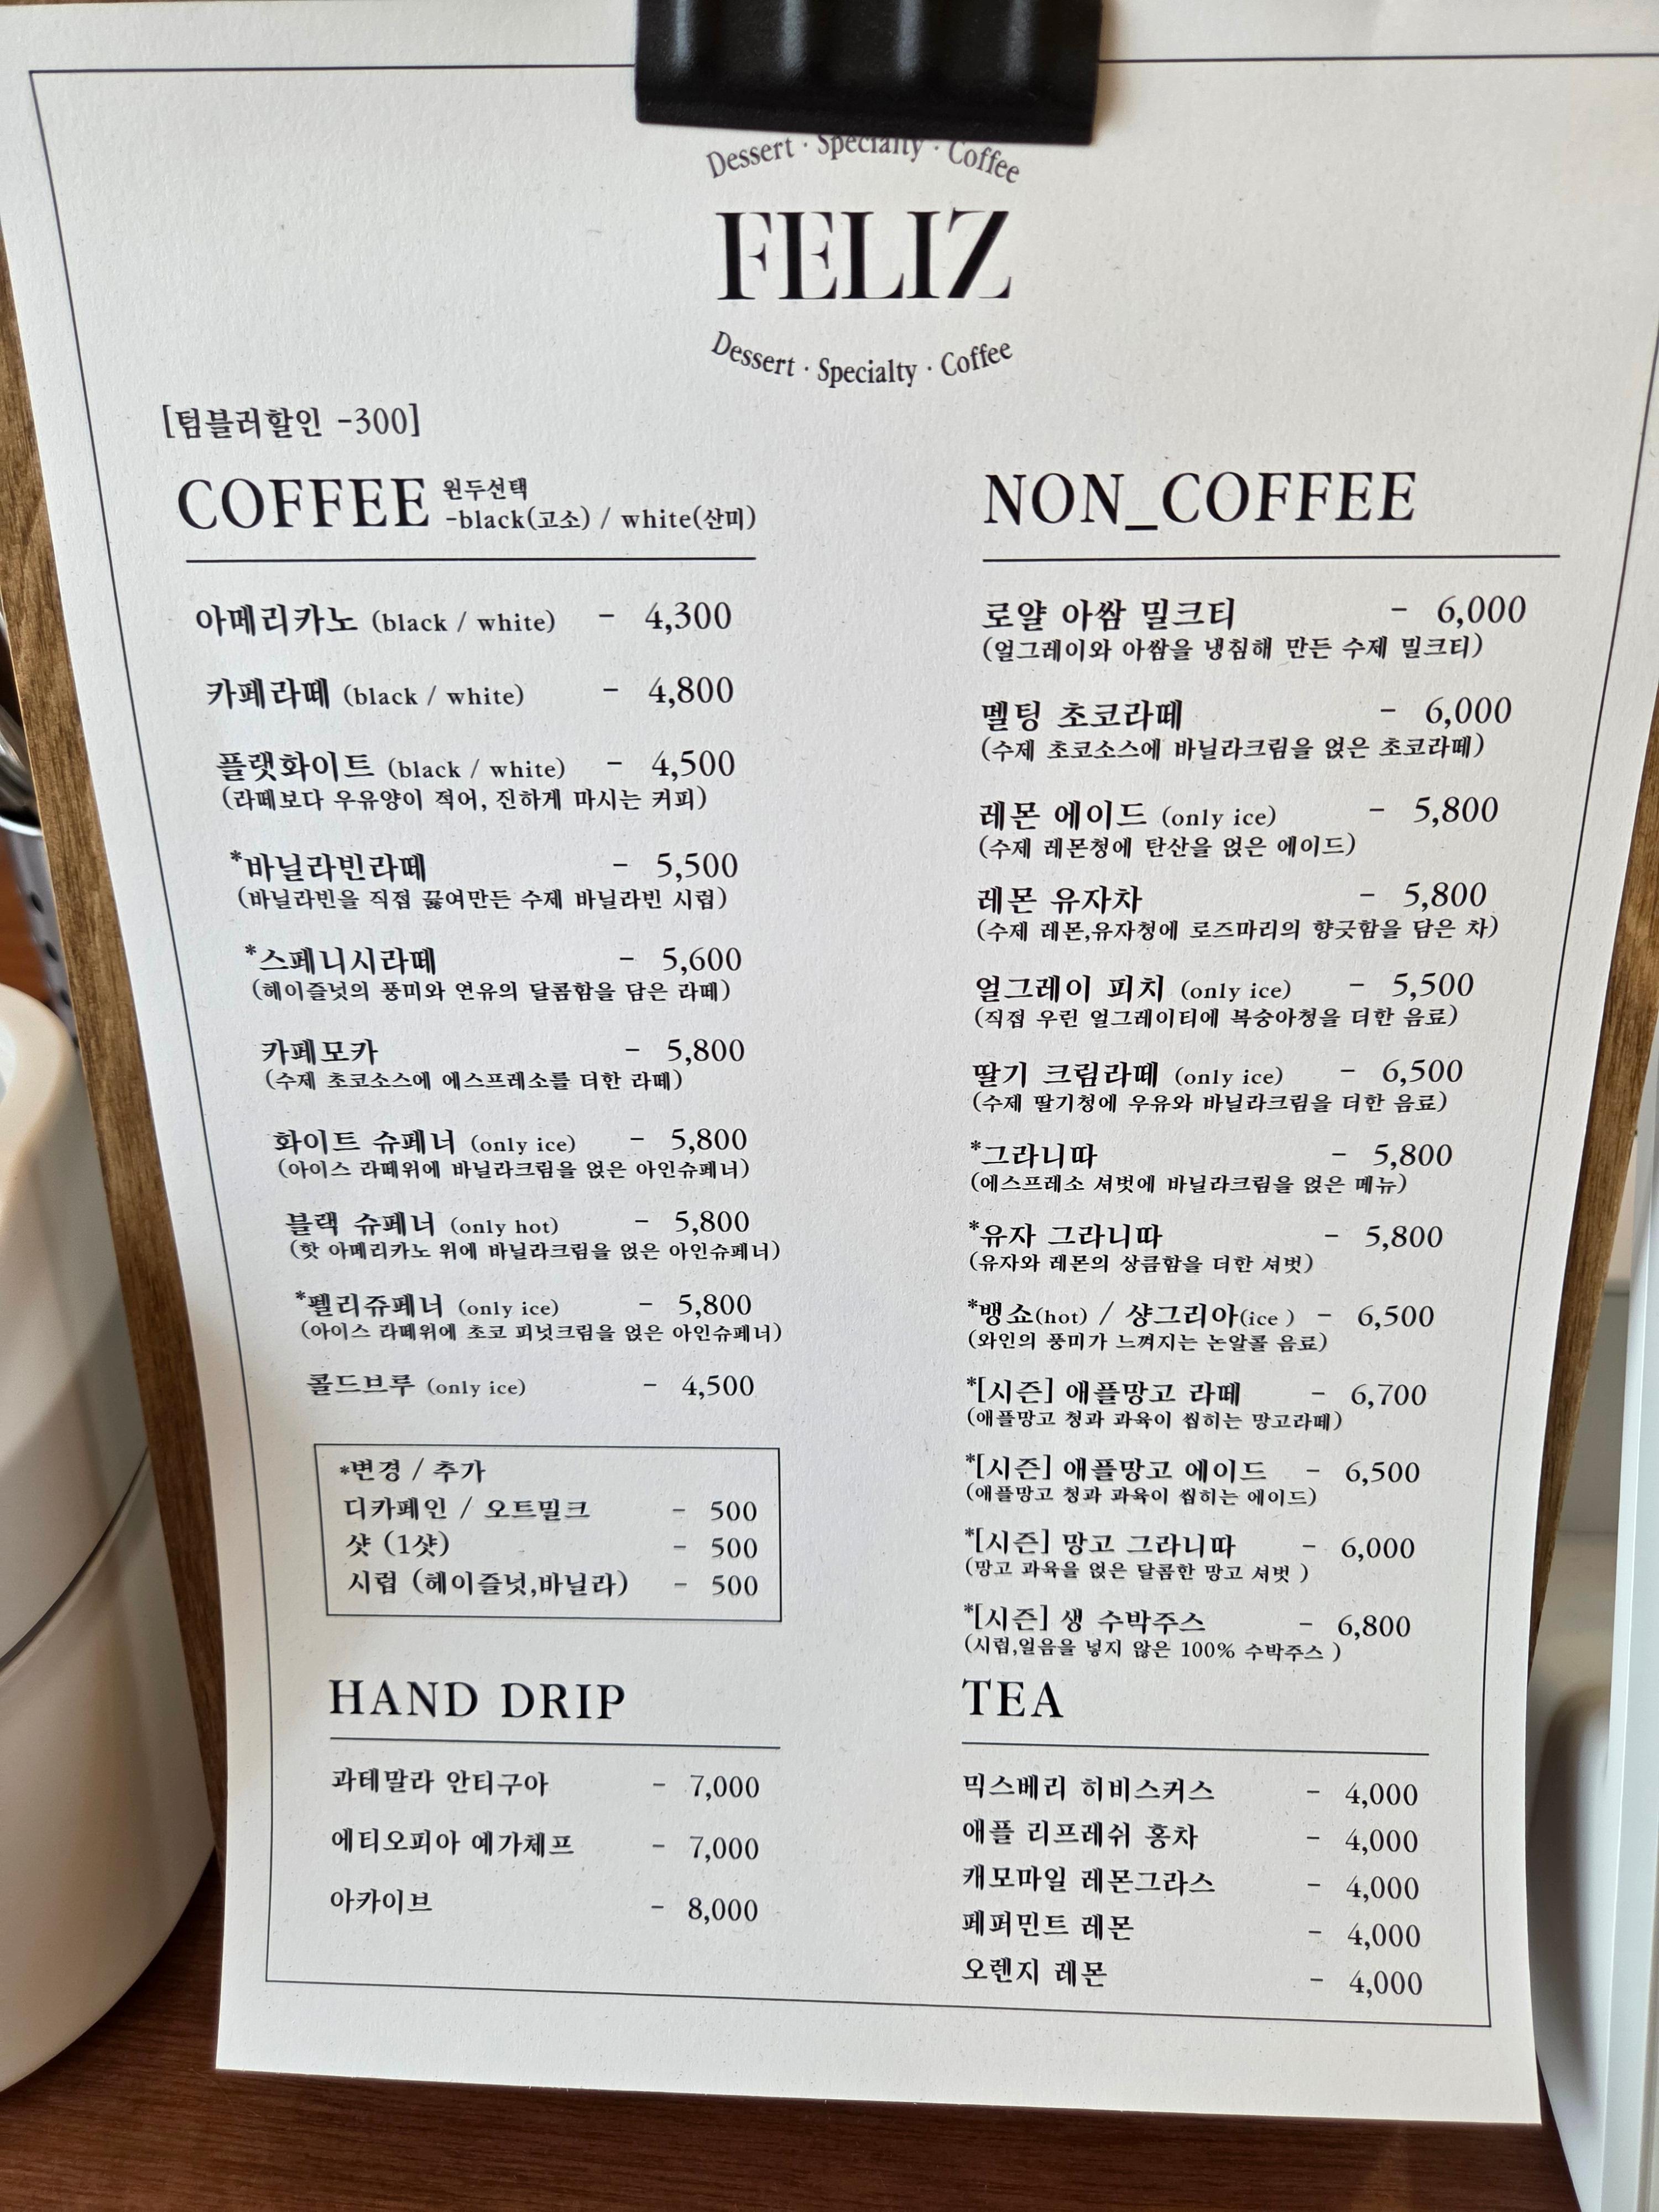 Dessert · Specialty · Coffee
FELIZ
Dessert · Specialty · Coffee
[텀블러할인 -300]
COFFEE 원두선택
-black(고소) / white(산미)
아메리카노 (black / white) - 4,300
카페라떼 (black / white) - 4,800
플랫화이트 (black / white) - 4,500
(라떼보다 우유양이 적어, 진하게 마시는 커피)
*바닐라빈라떼 - 5,500
(바닐라빈을 직접 끓여만든 수제 바닐라빈 시럽)
*스페니시라떼 - 5,600
(헤이즐넛의 풍미와 연유의 달콤함을 담은 라떼)
카페모카 - 5,800
(수제 초코소스에 에스프레소를 더한 라떼)
화이트 슈페너 (only ice) - 5,800
(아이스 라떼위에 바닐라크림을 얹은 아인슈페너)
블랙 슈페너 (only hot) - 5,800
(핫 아메리카노 위에 바닐라크림을 얹은 아인슈페너)
*펠리쥬페너 (only ice) - 5,800
(아이스 라떼위에 초코 피넛크림을 얹은 아인슈페너)
콜드브루 (only ice) - 4,500
*변경 / 추가
디카페인 / 오트밀크 - 500
샷 (1샷) - 500
시럽 (헤이즐넛,바닐라) - 500
HAND DRIP
과테말라 안티구아 - 7,000
에티오피아 예가체프 - 7,000
아카이브 - 8,000
NON_COFFEE
로얄 아쌈 밀크티 - 6,000
(얼그레이와 아쌈을 냉침해 만든 수제 밀크티)
멜팅 초코라떼 - 6,000
(수제 초코소스에 바닐라크림을 얹은 초코라떼)
레몬 에이드 (only ice) - 5,800
(수제 레몬청에 탄산을 얹은 에이드)
레몬 유자차 - 5,800
(수제 레몬,유자청에 로즈마리의 향긋함을 담은 차)
얼그레이 피치 (only ice) - 5,500
(직접 우린 얼그레이티에 복숭아청을 더한 음료)
딸기 크림라떼 (only ice) - 6,500
(수제 딸기청에 우유와 바닐라크림을 더한 음료)
*그라니따 - 5,800
(에스프레소 셔벗에 바닐라크림을 얹은 메뉴)
*유자 그라니따 - 5,800
(유자와 레몬의 상큼함을 더한 셔벗)
*뱅쇼(hot) / 샹그리아(ice ) - 6,500
(와인의 풍미가 느껴지는 논알콜 음료)
*[시즌] 애플망고 라떼 - 6,700
(애플망고 청과 과육이 씹히는 망고라떼)
*[시즌] 애플망고 에이드 - 6,500
(애플망고 청과 과육이 씹히는 에이드)
*[시즌] 망고 그라니따 - 6,000
(망고 과육을 얹은 달콤한 망고 셔벗 )
*[시즌] 생 수박주스 - 6,800
(시럽,얼음을 넣지 않은 100% 수박주스 )
TEA
믹스베리 히비스커스 - 4,000
애플 리프레쉬 홍차 - 4,000
캐모마일 레몬그라스 - 4,000
페퍼민트 레몬 - 4,000
오렌지 레몬 - 4,000